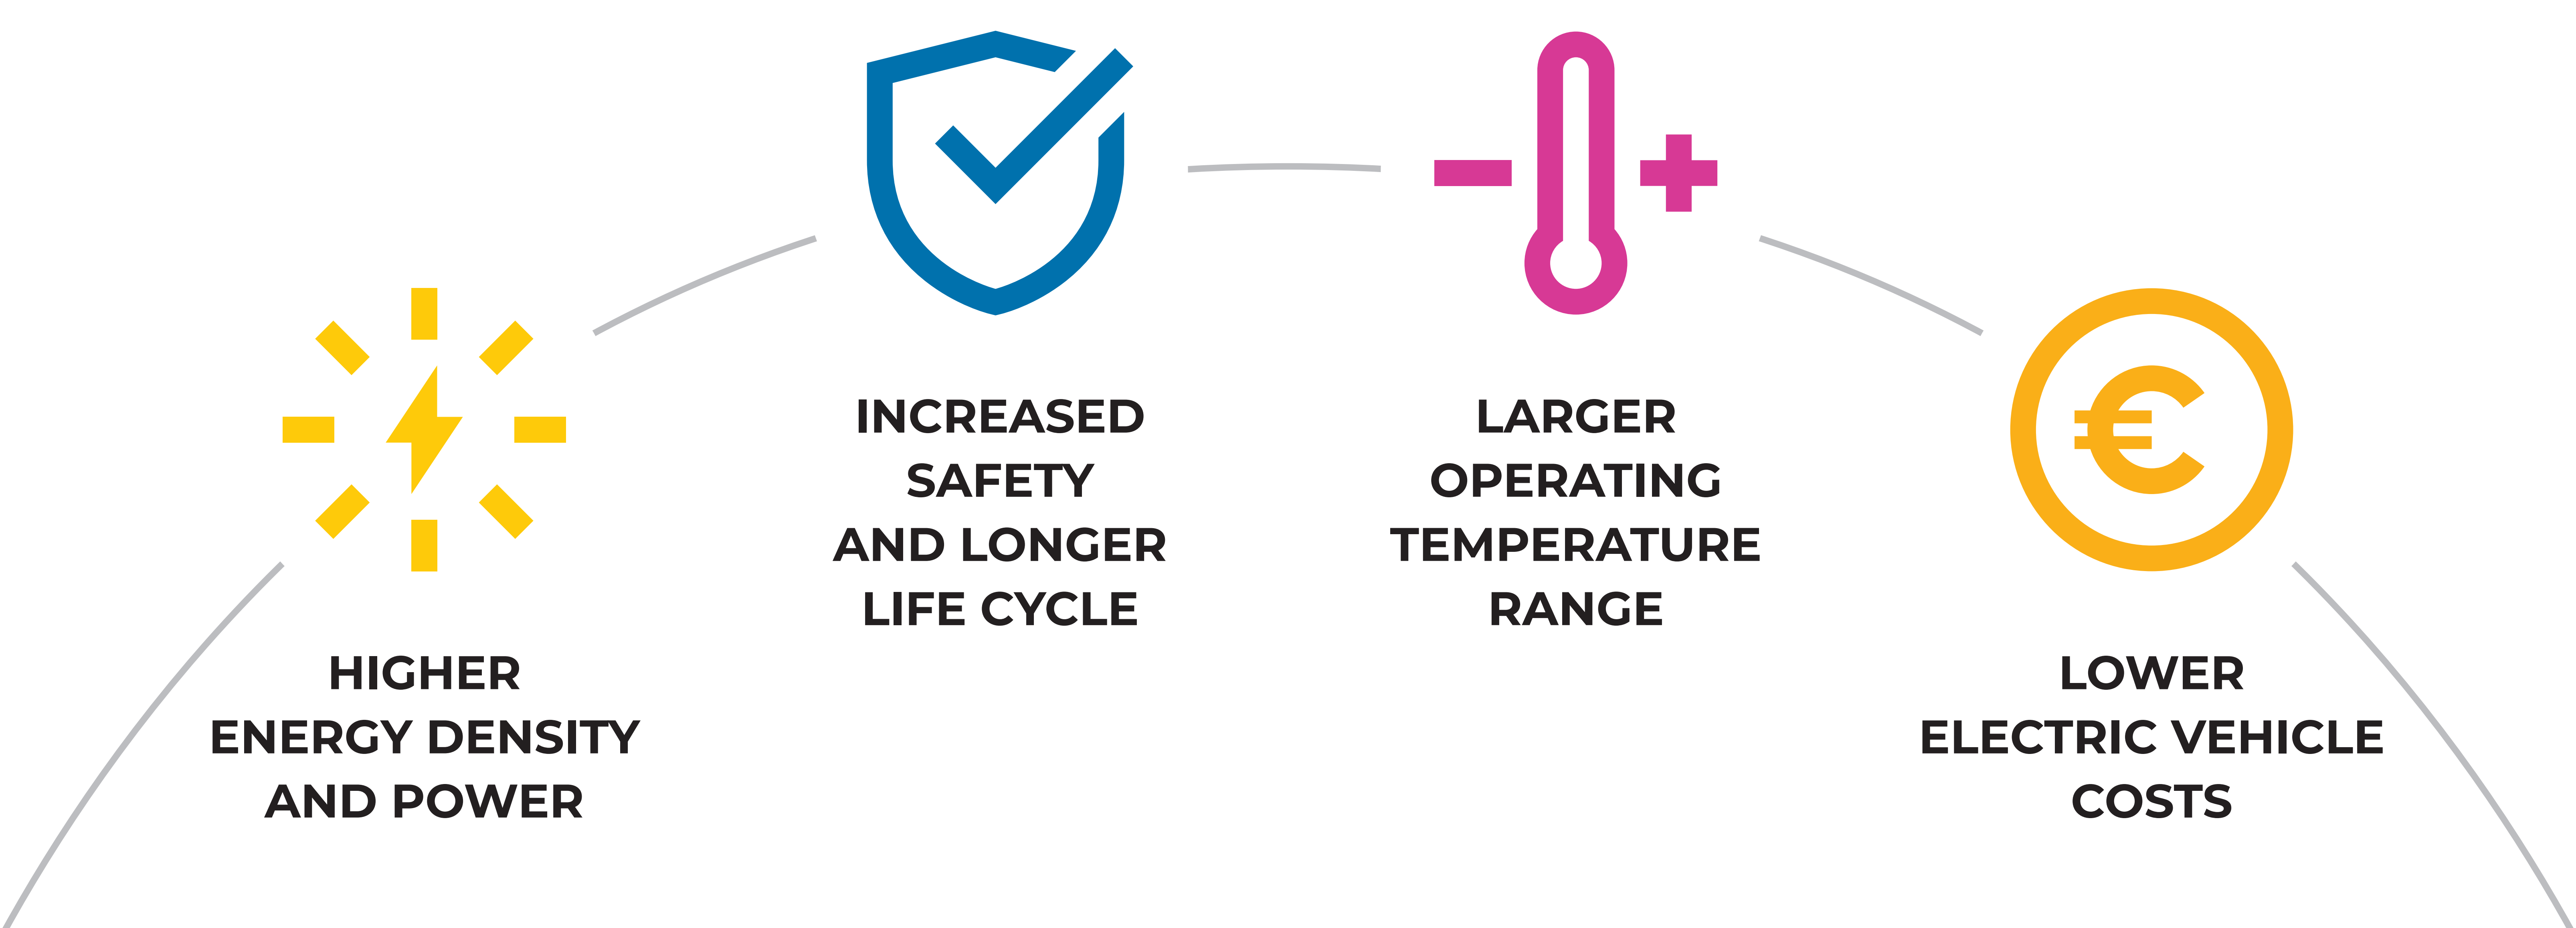 HIGHER
ENERGY DENSITY
AND POWER
INCREASED
SAFETY
AND LONGER
LIFE CYCLE
LARGER
OPERATING
TEMPERATURE
RANGE
€
LOWER
ELECTRIC VEHICLE
COSTS